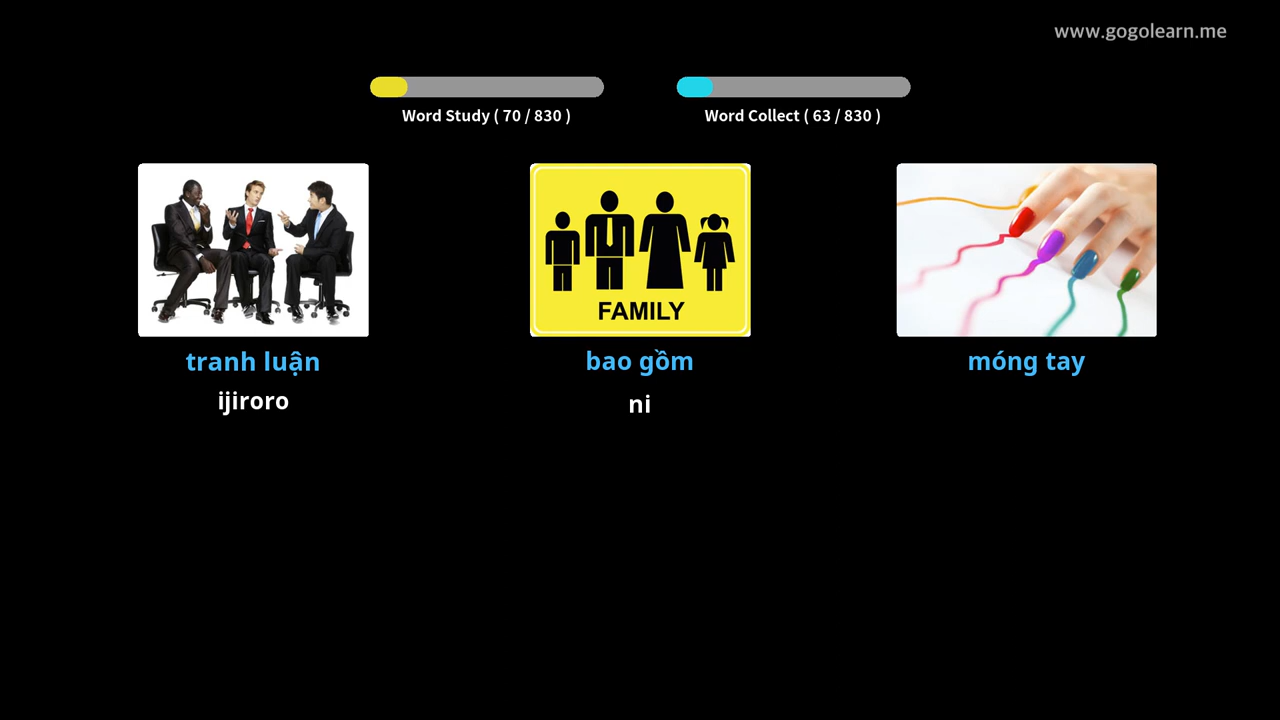 www.gogolearn.me
Word Study ( 70 / 830 )
Word Collect ( 63 / 830 )
FAMILY
tranh luận
bao gồm
móng tay
ijiroro
ni